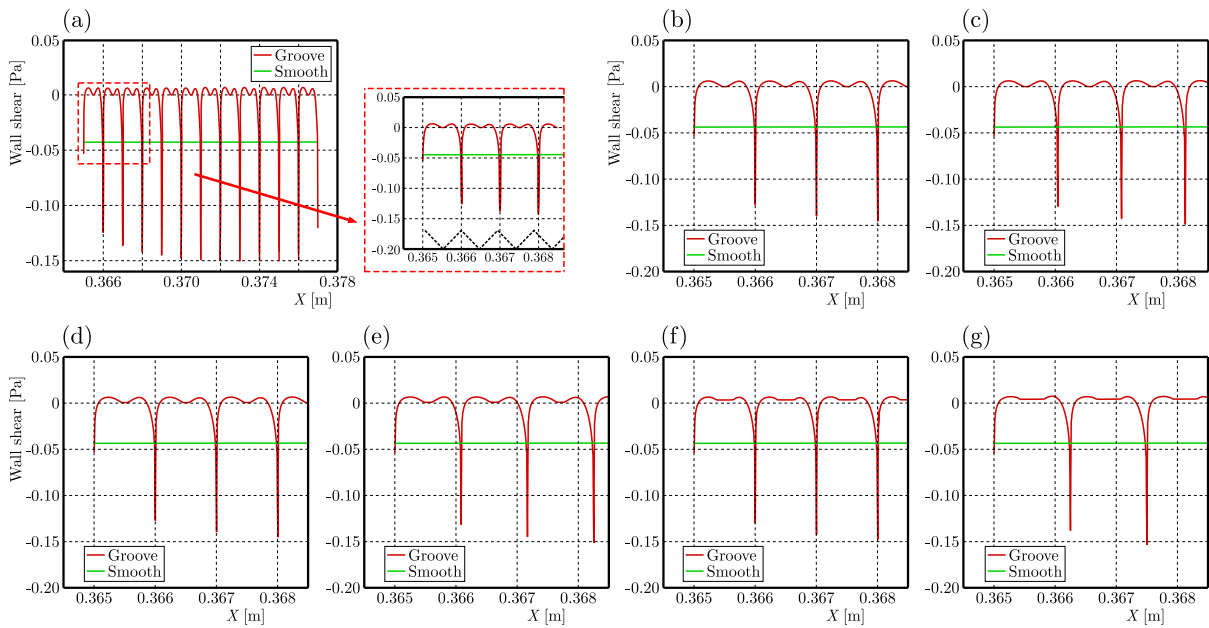 (a)
0.05
0
-0.05
-0.10
-0.15
Wall shear [Pa]
Groove
Smooth
0.366
0.370
0.374
0.378
X [m]
0.05
0
-0.05
-0.10
-0.15
-0.20
0.365
0.366
0.367
0.368
(b)
0.05
0
-0.05
-0.10
-0.15
-0.20
Wall shear [Pa]
Groove
Smooth
0.365
0.366
0.367
0.368
X [m]
(c)
0.05
0
-0.05
-0.10
-0.15
-0.20
Groove
Smooth
0.365
0.366
0.367
0.368
X [m]
(d)
0.05
0
-0.05
-0.10
-0.15
-0.20
Wall shear [Pa]
Groove
Smooth
0.365
0.366
0.367
0.368
X [m]
(e)
0.05
0
-0.05
-0.10
-0.15
-0.20
Groove
Smooth
0.365
0.366
0.367
0.368
X [m]
(f)
0.05
0
-0.05
-0.10
-0.15
-0.20
Wall shear [Pa]
Groove
Smooth
0.365
0.366
0.367
0.368
X [m]
(g)
0.05
0
-0.05
-0.10
-0.15
-0.20
Groove
Smooth
0.365
0.366
0.367
0.368
X [m]